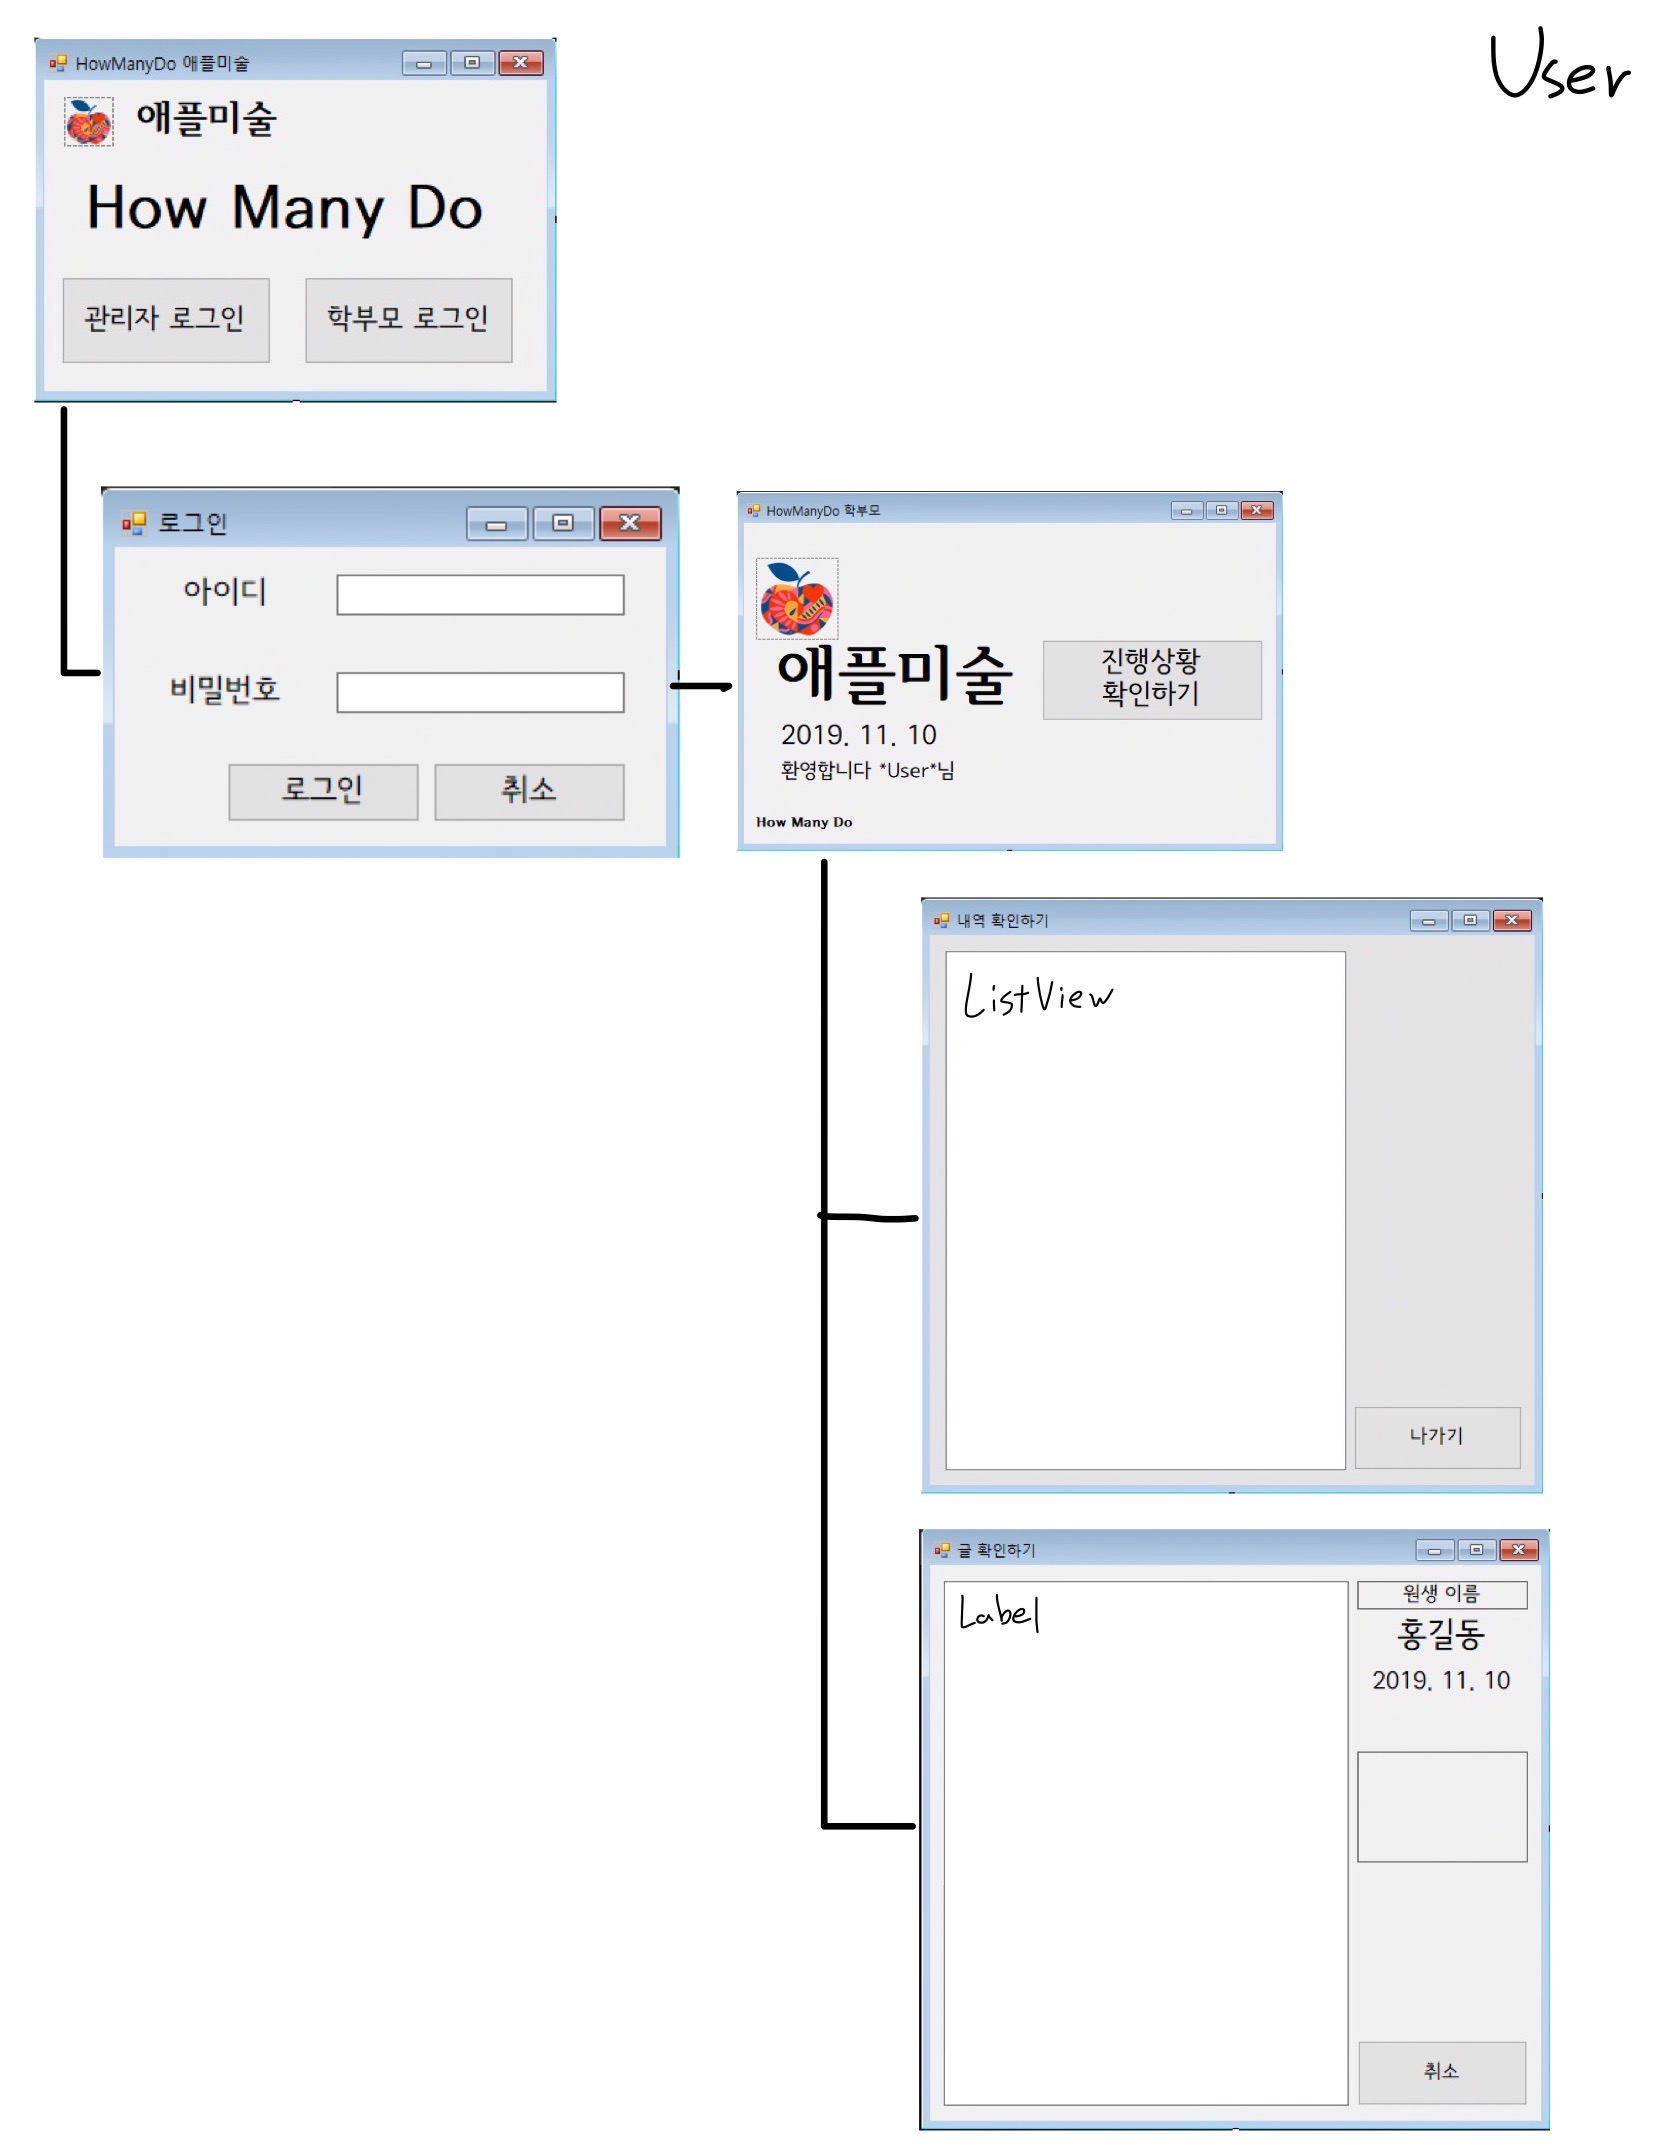 User
HowManyDo 애플미술
애플미술
How Many Do
관리자 로그인
학부모 로그인
로그인
아이디
비밀번호
로그인
취소
HowManyDo 학부모
애플미술
2019. 11. 10
환영합니다 *User*님
How Many Do
진행상황
확인하기
내역 확인하기
ListView
나가기
글 확인하기
Label
원생 이름
홍길동
2019. 11. 10
취소